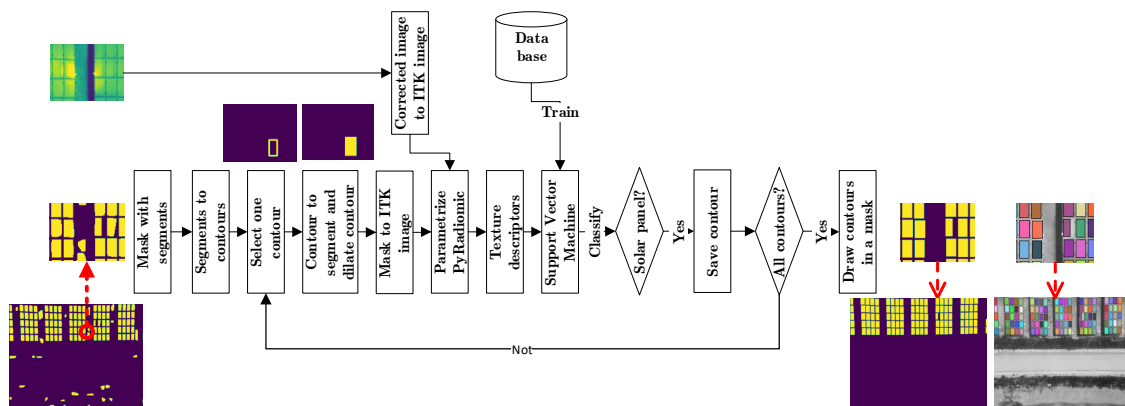 Data
base
Corrected image
to ITK image
Train
Mask with
segments
Segments to
contours
Select one
contour
Contour to
segment and
dilate contour
Mask to ITK
image
Parametrize
PyRadiomic
Texture
descriptors
Support Vector
Machine
Classify
Solar panel?
Yes
Save contour
All contours?
Yes
Draw contours
in a mask
Not